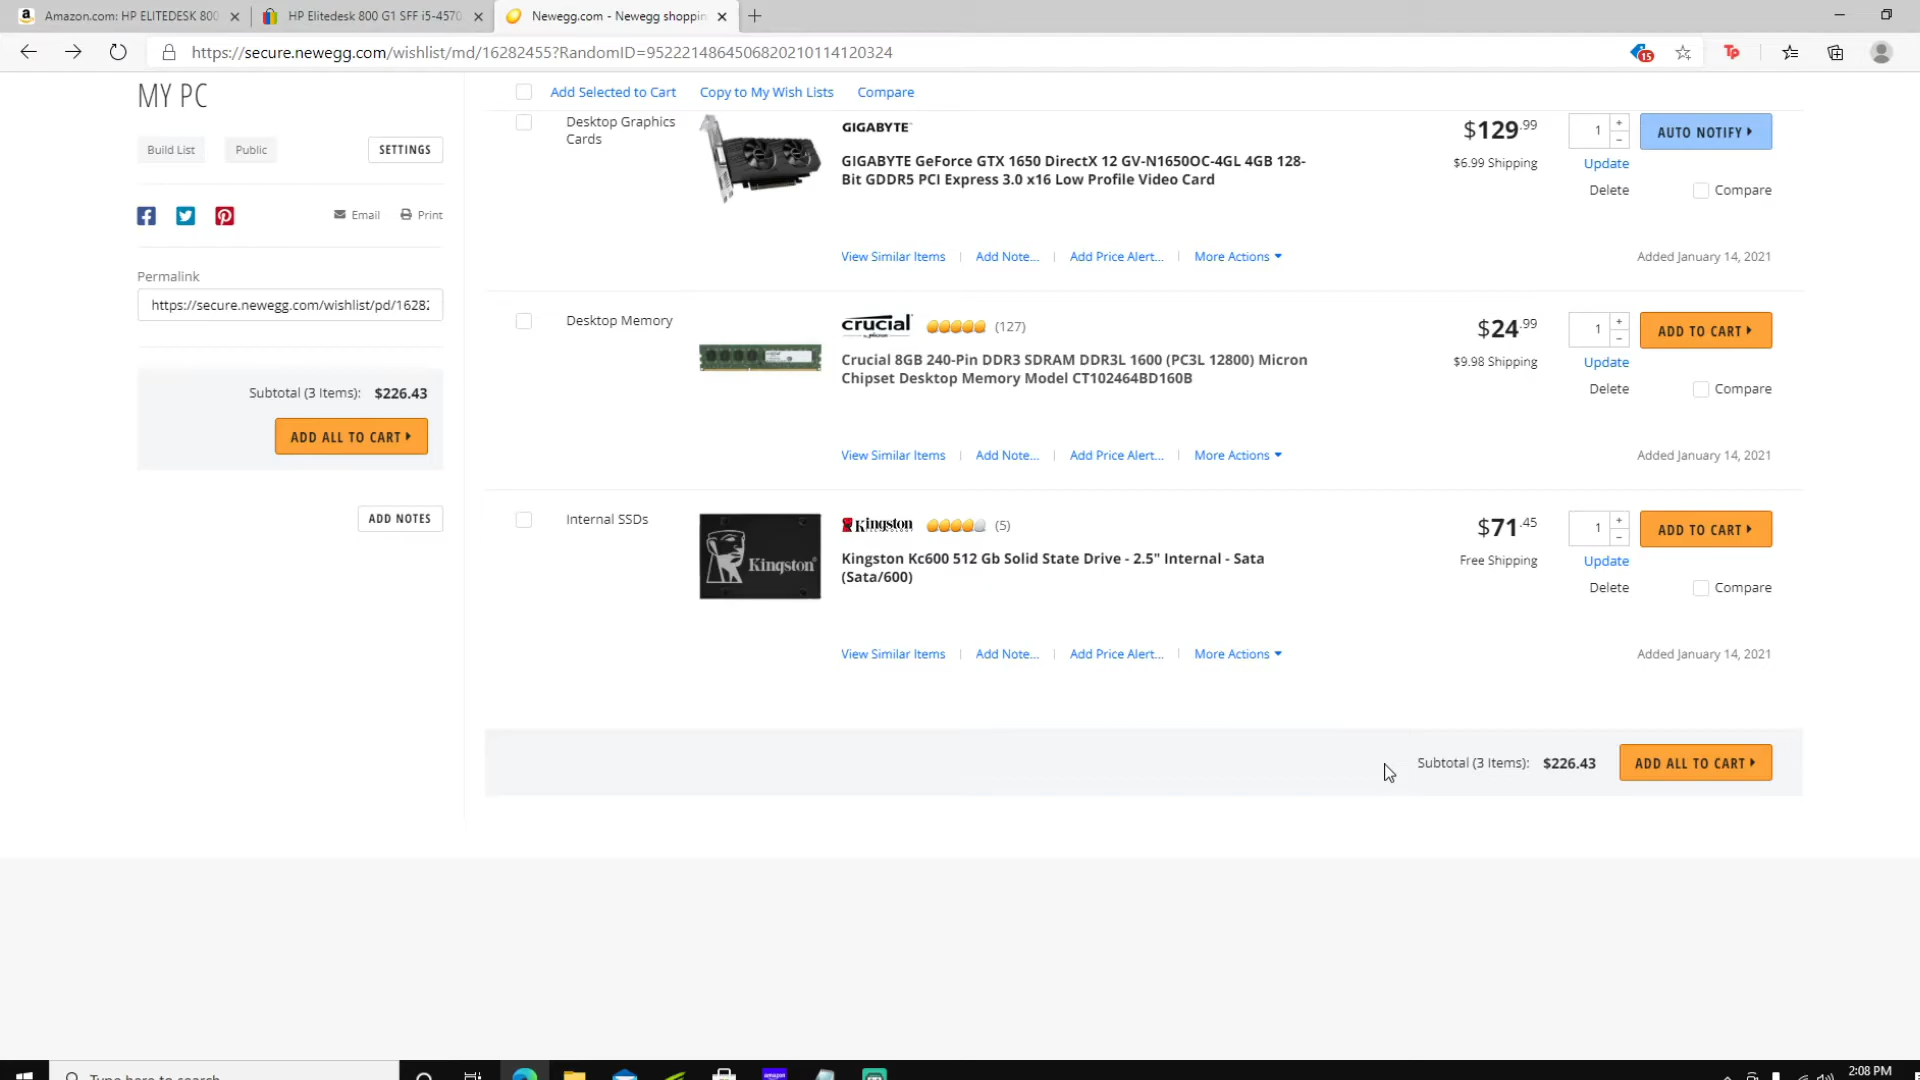 Amazon.com: HP ELITEDESK 800
HP Elitedesk 800 G1 SFF i5-4570
Newegg.com - Newegg shoppin
https://secure.newegg.com/wishlist/md/16282455?RandomID=9522214864506820210114120324
15
Tp
MY PC
Build List
Public
SETTINGS
Email
Print
Permalink
https://secure.newegg.com/wishlist/pd/1628
Subtotal (3 Items): $226.43
ADD ALL TO CART
ADD NOTES
Add Selected to Cart
Copy to My Wish Lists
Compare
Desktop Graphics
Cards
GIGABYTE
GIGABYTE GeForce GTX 1650 DirectX 12 GV-N1650OC-4GL 4GB 128-
Bit GDDR5 PCI Express 3.0 x16 Low Profile Video Card
$129.99
$6.99 Shipping
1
Update
Delete
AUTO NOTIFY
Compare
View Similar Items
Add Note...
Add Price Alert...
More Actions
Added January 14, 2021
Desktop Memory
crucial
(127)
Crucial 8GB 240-Pin DDR3 SDRAM DDR3L 1600 (PC3L 12800) Micron
Chipset Desktop Memory Model CT102464BD160B
$24.99
$9.98 Shipping
1
Update
Delete
ADD TO CART
Compare
View Similar Items
Add Note...
Add Price Alert...
More Actions
Added January 14, 2021
Internal SSDs
Kingston
Kingston
(5)
Kingston Kc600 512 Gb Solid State Drive - 2.5" Internal - Sata
(Sata/600)
$71.45
Free Shipping
1
Update
Delete
ADD TO CART
Compare
View Similar Items
Add Note...
Add Price Alert...
More Actions
Added January 14, 2021
Subtotal (3 Items): $226.43
ADD ALL TO CART
Type here to search
2:08 PM